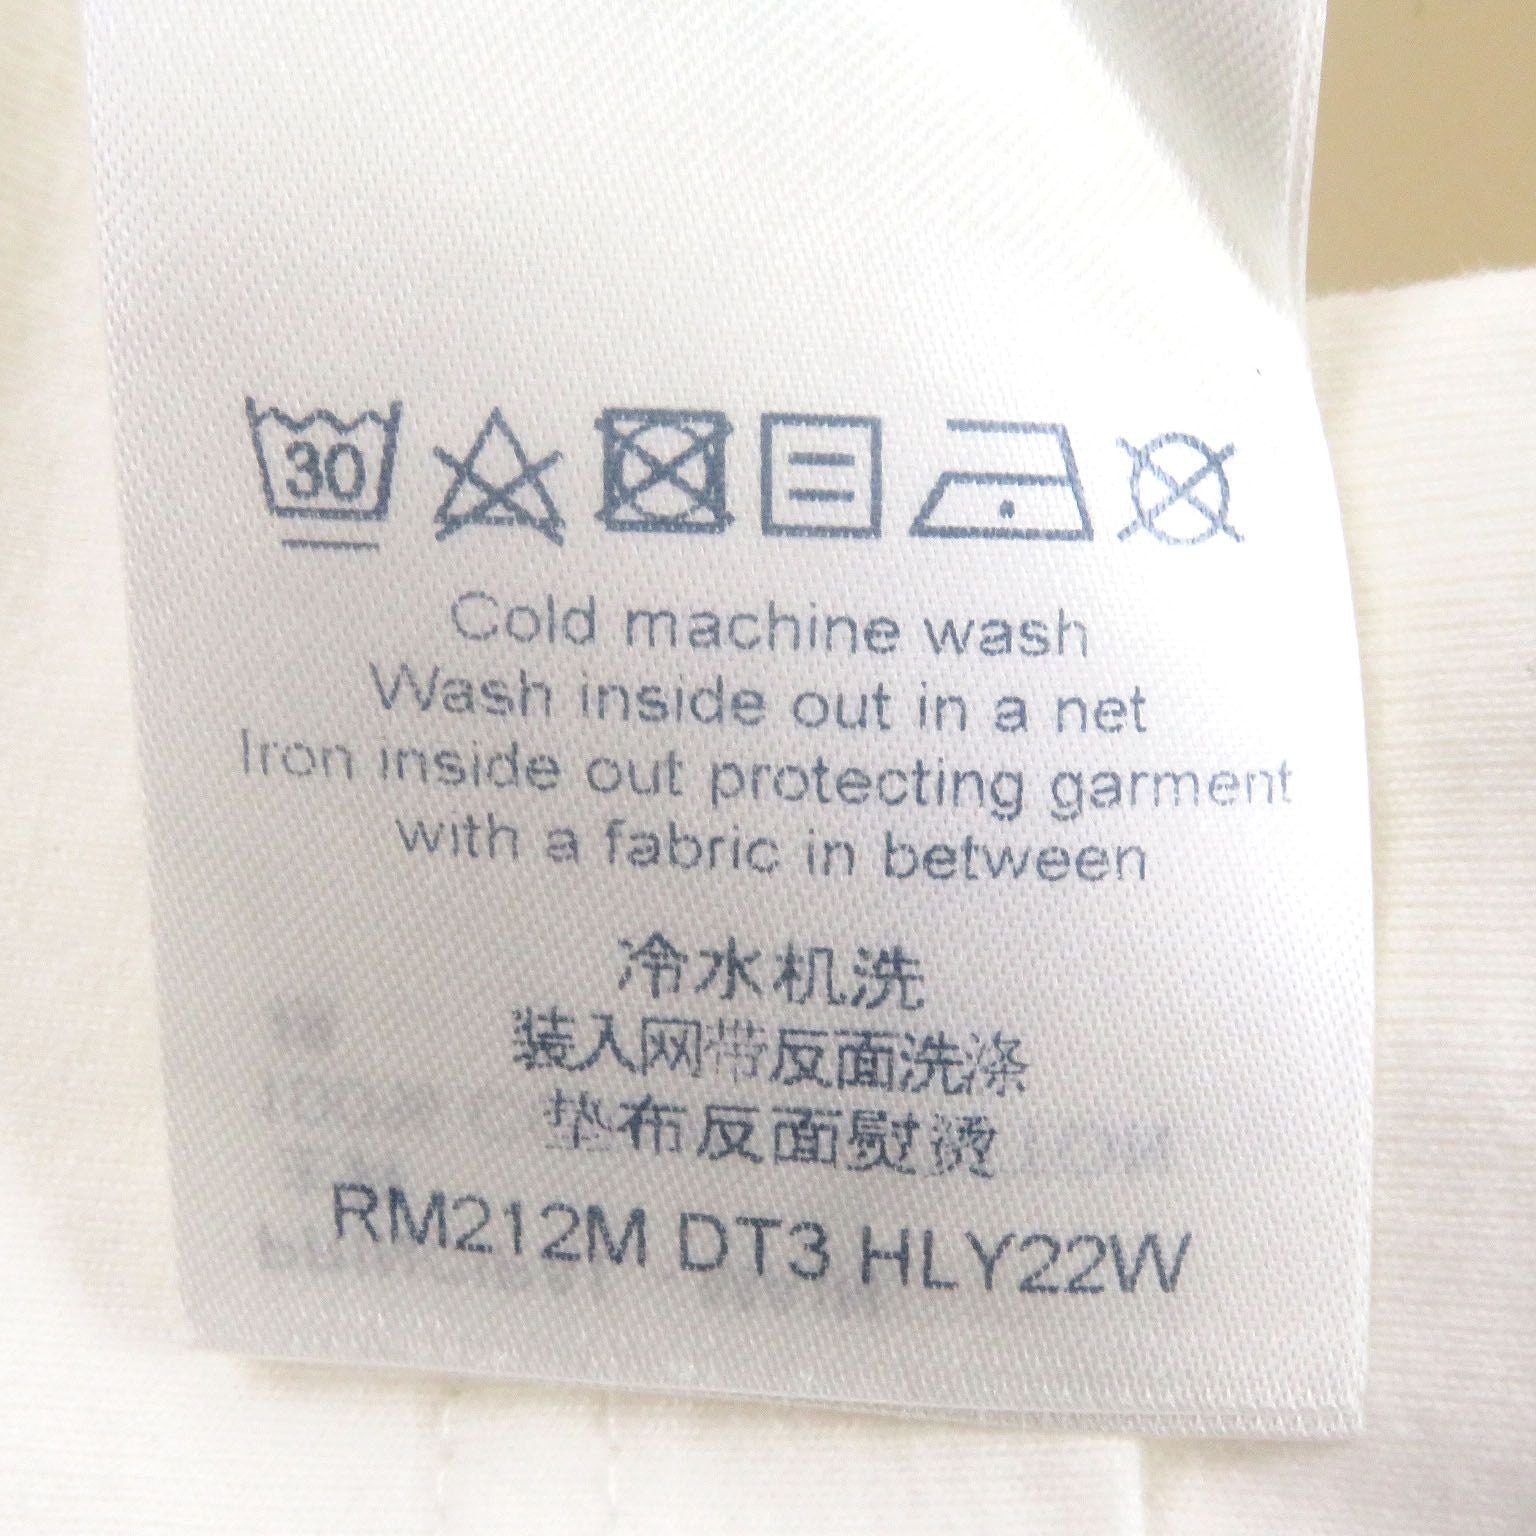 30
Cold machine wash
Wash inside out in a net
Iron inside out protecting garment
with a fabric in between
冷水机洗
装入网带反面洗涤
垫布反面熨烫
RM212M DT3 HLY22W